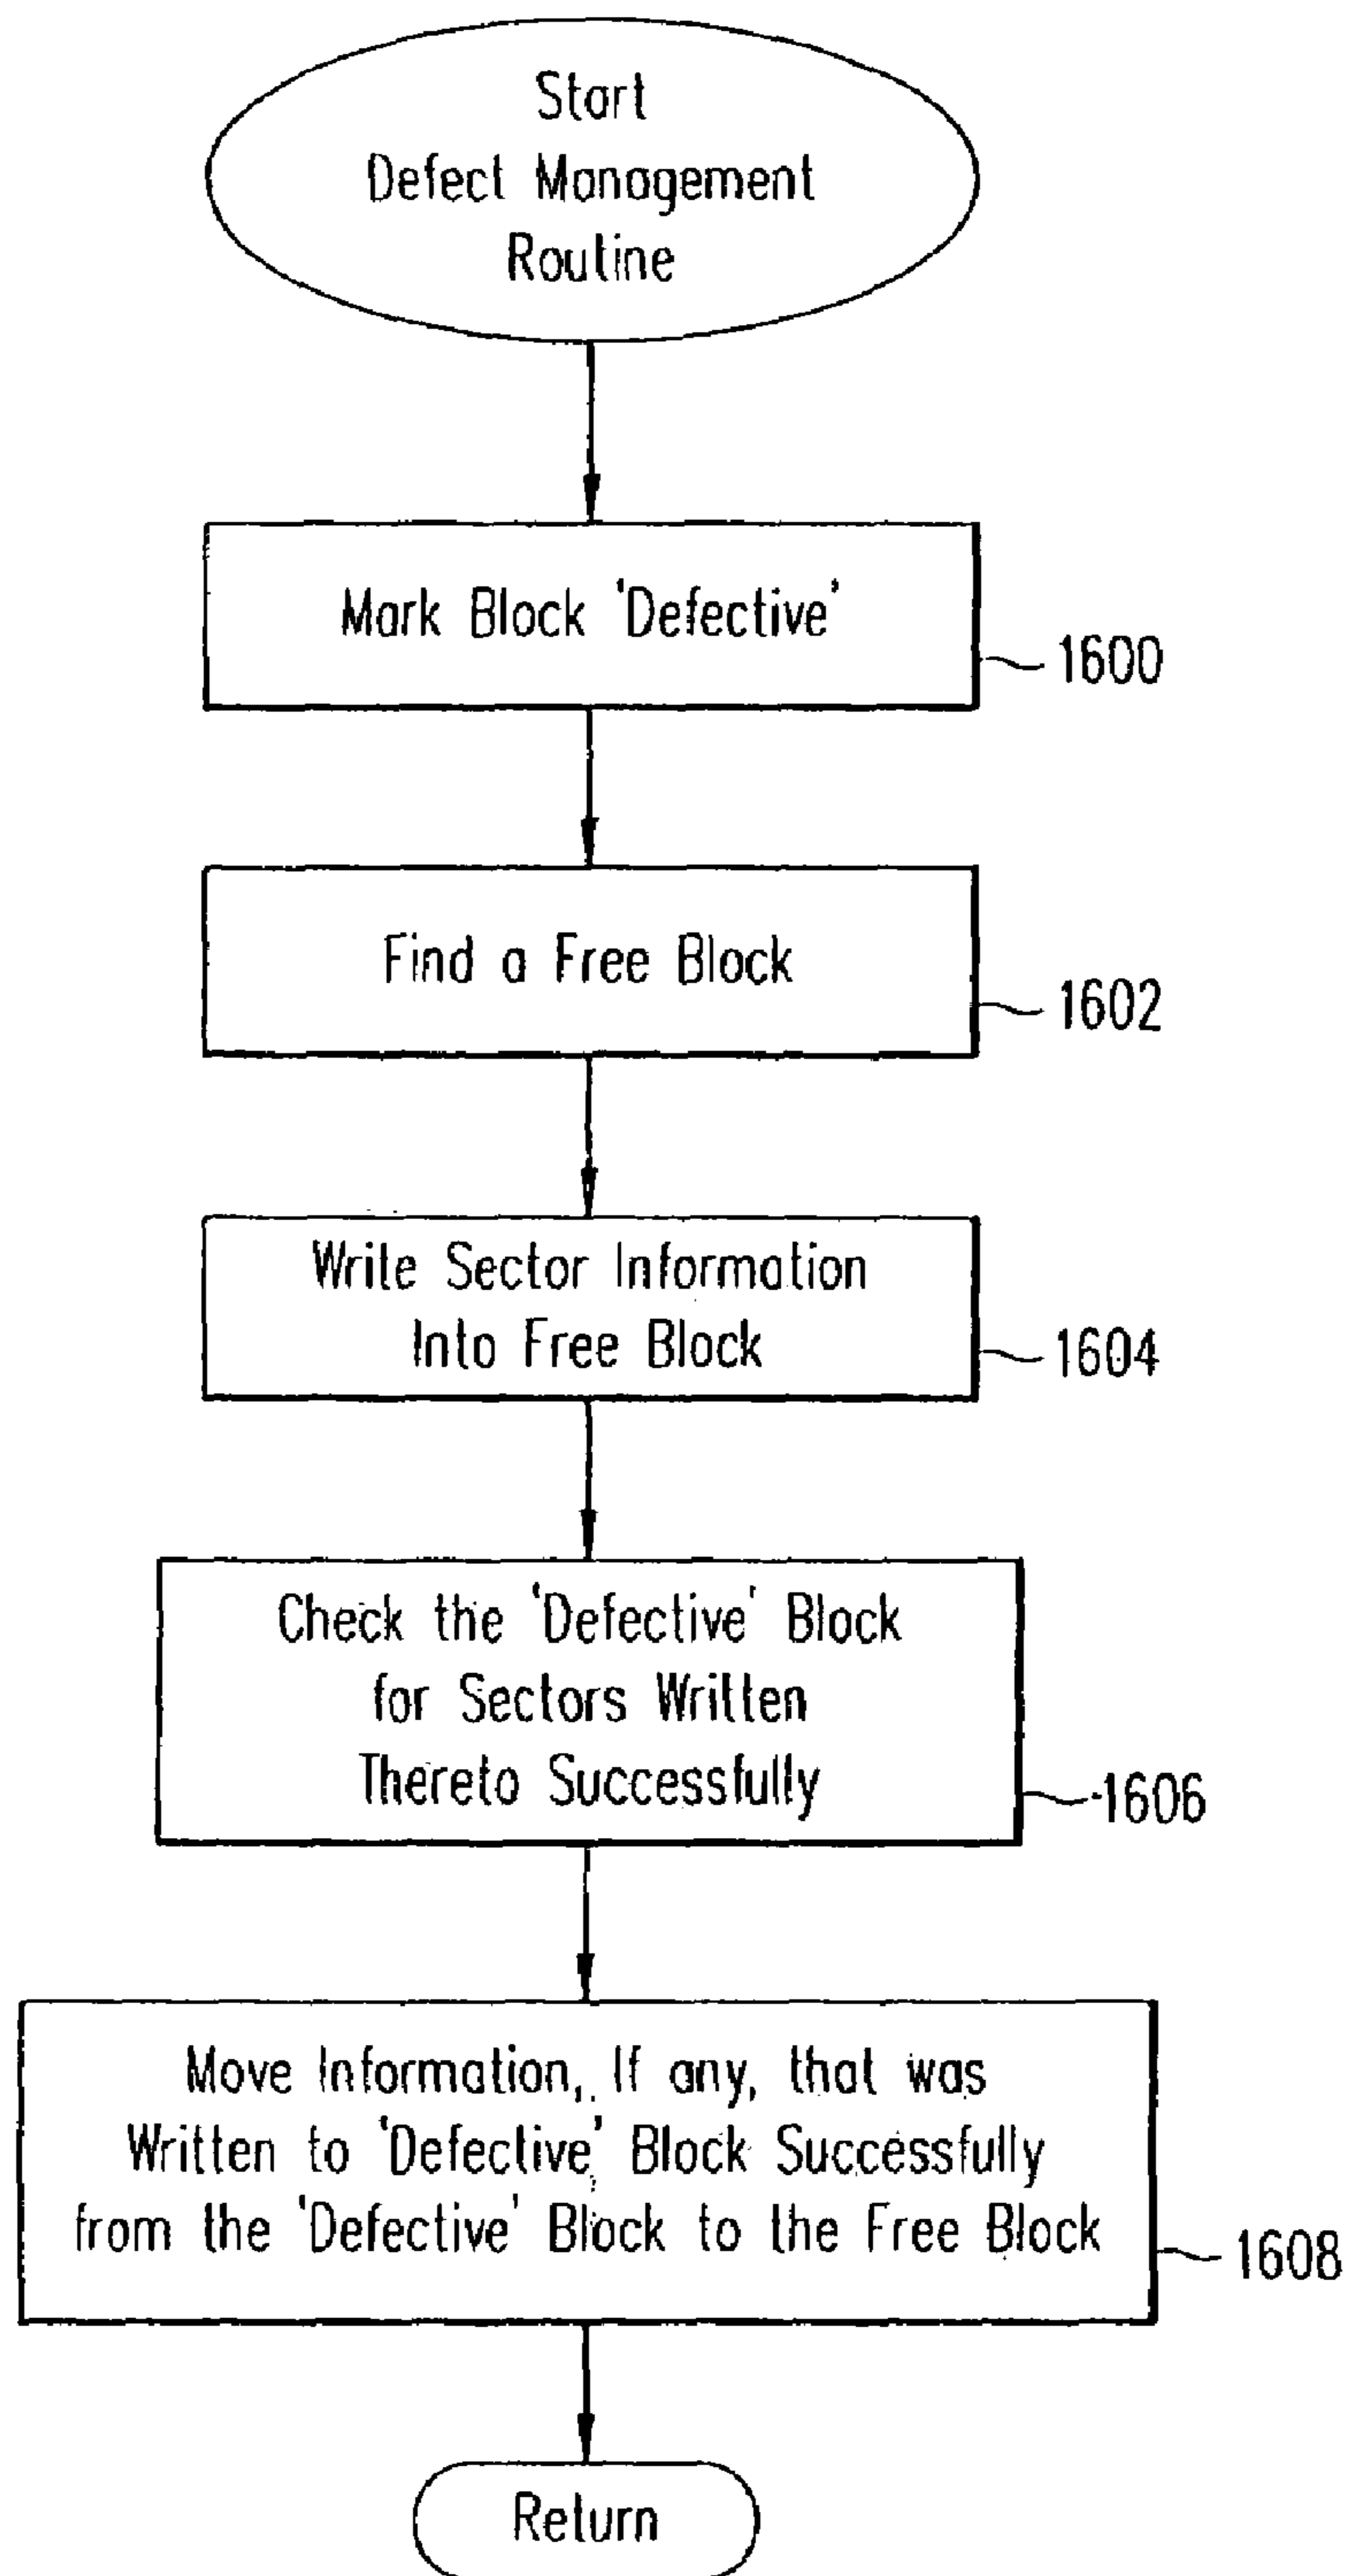 Start
Defect Management
Routine
Mark Block 'Defective'
1600
Find a Free Block
1602
Write Sector Information
Into Free Block
1604
Check the 'Defective' Block
for Sectors Written
Thereto Successfully
1606
Move Information, If any, that was
Written to 'Defective' Block Successfully
from the 'Defective' Block to the Free Block
1608
Return